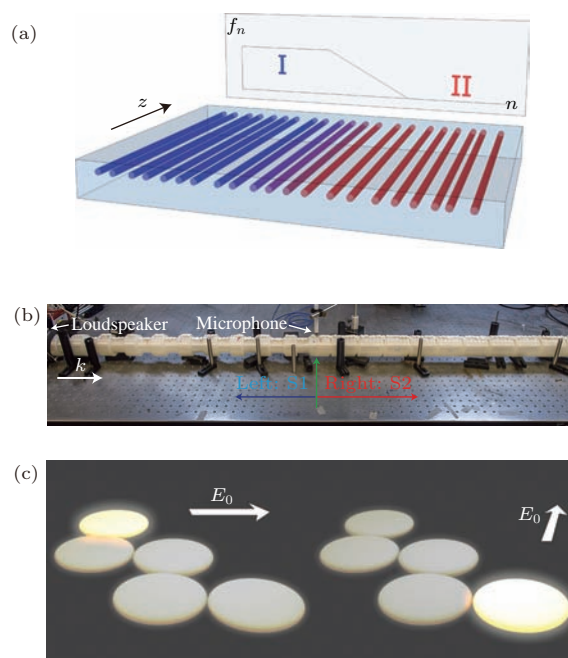 (a)
fn
I
II
n
z
(b)
Loudspeaker
Microphone
k
Left: S1 Right: S2
(c)
E0
E0